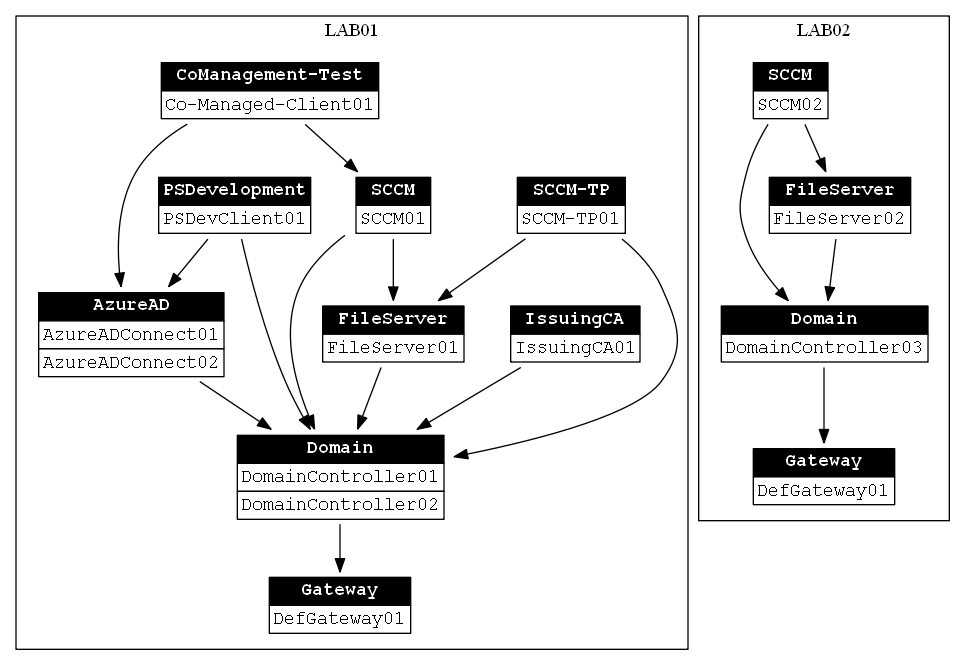 LAB01
CoManagement-Test
Co-Managed-Client01
PSDevelopment
PSDevClient01
SCCM
SCCM01
SCCM-TP
SCCM-TP01
AzureAD
AzureADConnect01
AzureADConnect02
FileServer
FileServer01
IssuingCA
IssuingCA01
Domain
DomainController01
DomainController02
Gateway
DefGateway01
LAB02
SCCM
SCCM02
FileServer
FileServer02
Domain
DomainController03
Gateway
DefGateway01